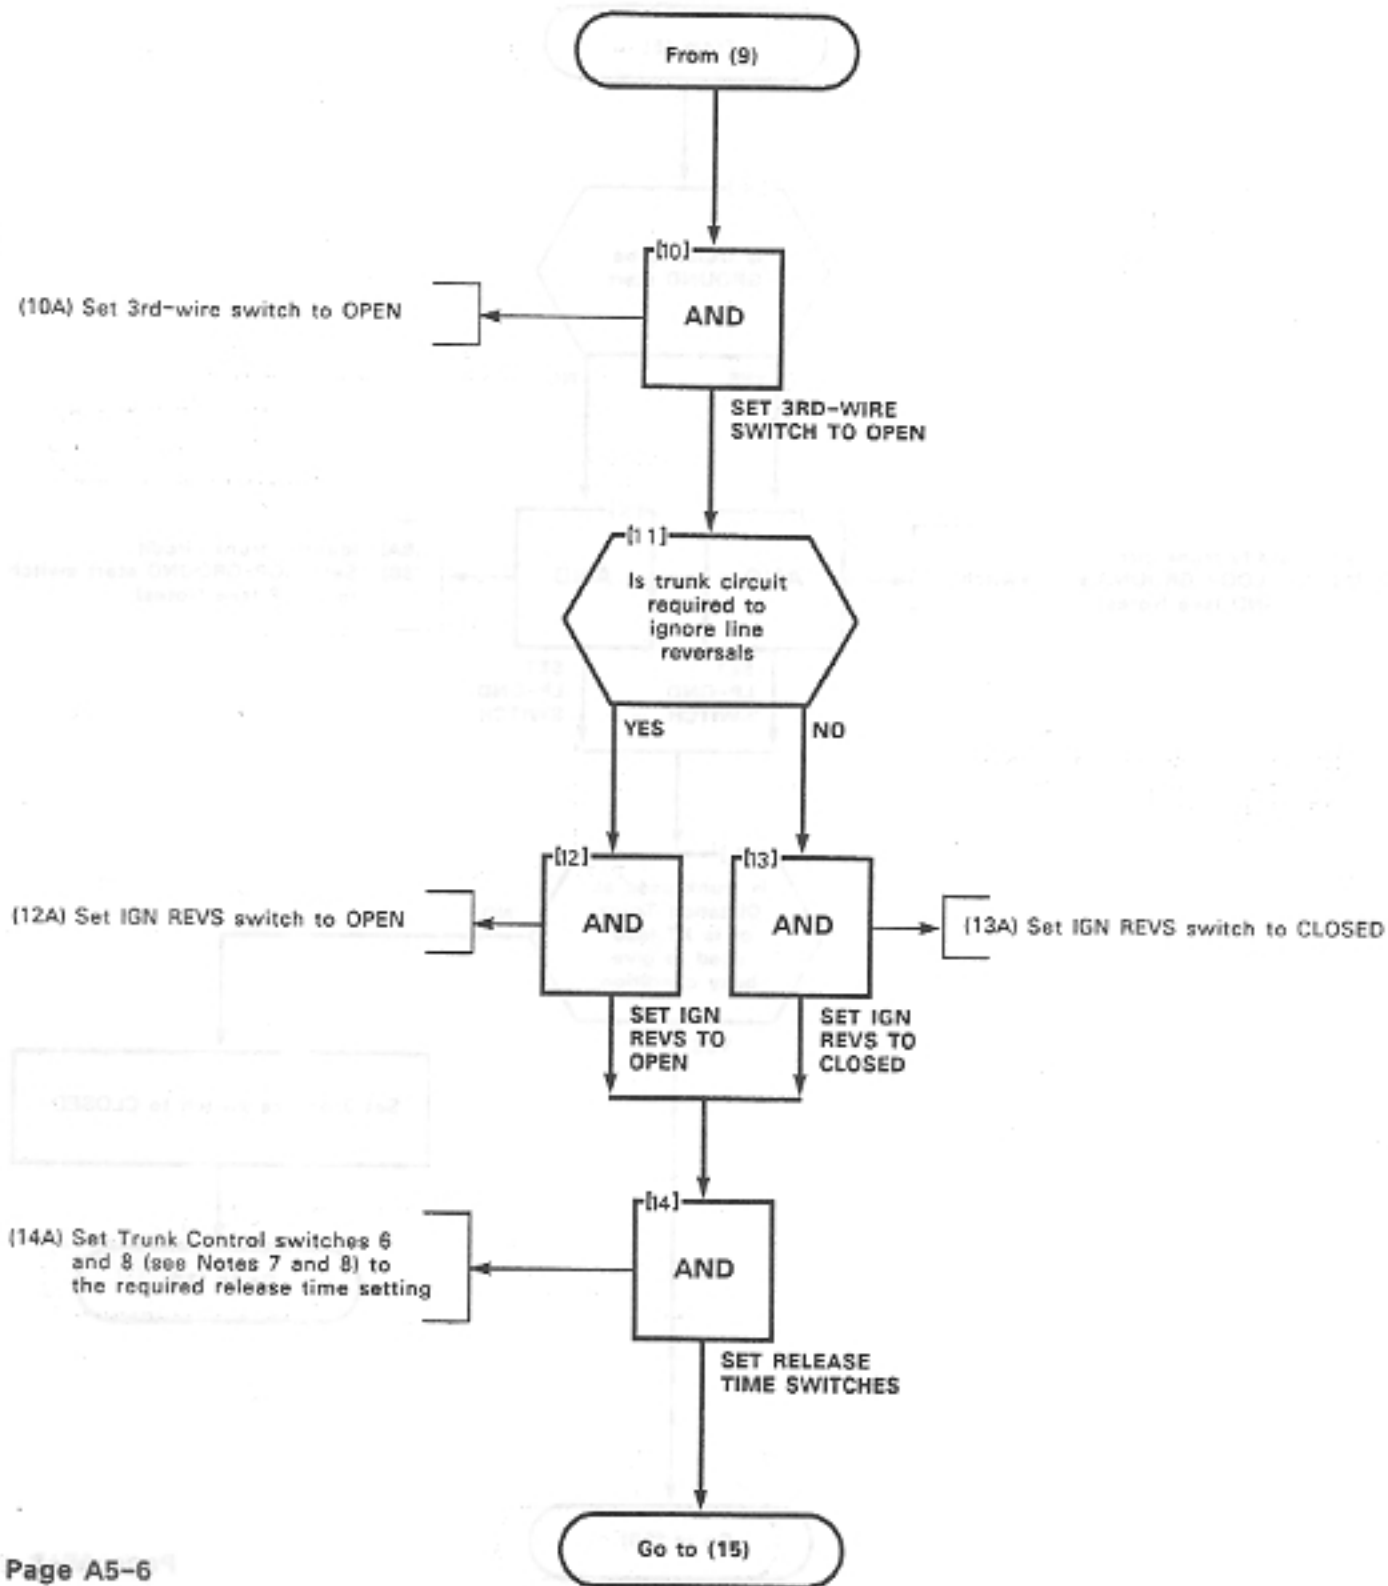 From (9)
[10]
AND
(10A) Set 3rd-wire switch to OPEN
SET 3RD-WIRE
SWITCH TO OPEN
[11]
Is trunk circuit
required to
ignore line
reversals
YES
NO
[12]
AND
[13]
AND
(12A) Set IGN REVS switch to OPEN
(13A) Set IGN REVS switch to CLOSED
SET IGN
REVS TO
OPEN
SET IGN
REVS TO
CLOSED
[14]
AND
(14A) Set Trunk Control switches 6
and 8 (see Notes 7 and 8) to
the required release time setting
SET RELEASE
TIME SWITCHES
Go to (15)
Page A5-6